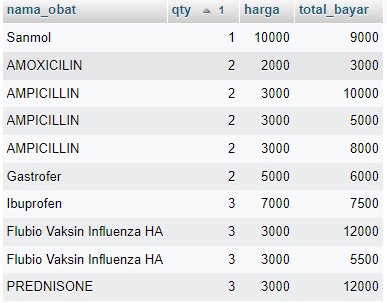 nama_obat qty 1 harga total_bayar
Sanmol 1 10000 9000
AMOXICILIN 2 2000 3000
AMPICILLIN 2 3000 10000
AMPICILLIN 2 3000 5000
AMPICILLIN 2 3000 8000
Gastrofer 2 5000 6000
Ibuprofen 3 7000 7500
Flubio Vaksin Influenza HA 3 3000 12000
Flubio Vaksin Influenza HA 3 3000 5500
PREDNISONE 3 3000 12000